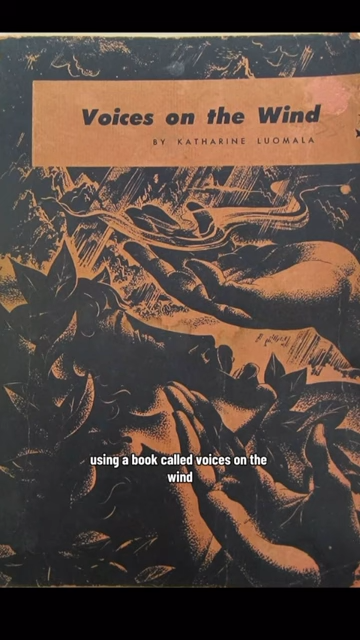 Voices on the Wind
BY KATHARINE LUOMALA
using a book called voices on the
wind